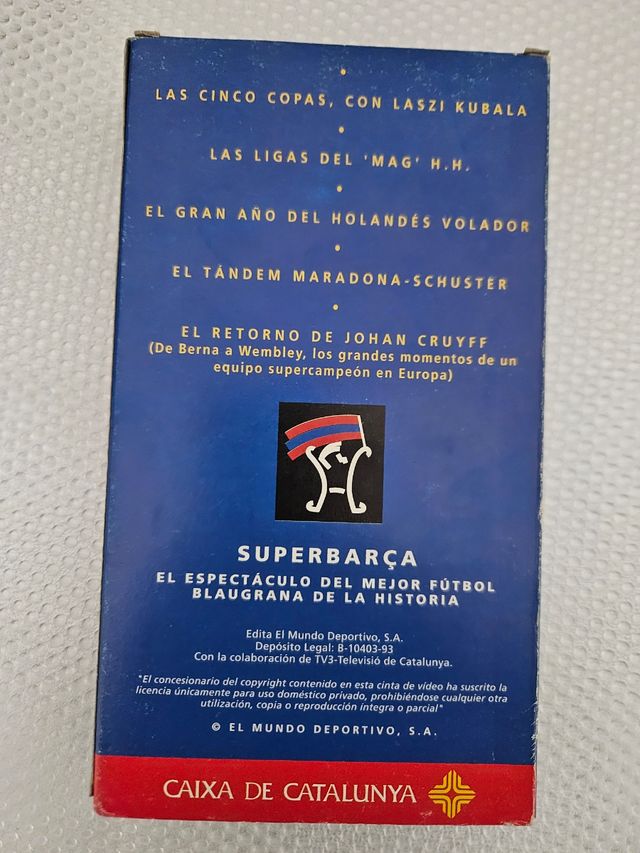 LAS CINCO COPAS, CON LASZI KUBALA
LAS LIGAS DEL 'MAG' H.H.
EL GRAN AÑO DEL HOLANDÉS VOLADOR
EL TÁNDEM MARADONA-SCHUSTER
EL RETORNO DE JOHAN CRUYFF
(De Berna a Wembley, los grandes momentos de un
equipo supercampeón en Europa)
SUPERBARÇA
EL ESPECTÁCULO DEL MEJOR FÚTBOL
BLAUGRANA DE LA HISTORIA
Edita El Mundo Deportivo, S.A.
Depósito Legal: B-10403-93
Con la colaboración de TV3-Televisió de Catalunya.
"El concesionario del copyright contenido en esta cinta de vídeo ha suscrito la
licencia únicamente para uso doméstico privado, prohibiéndose cualquier otra
utilización, copia o reproducción íntegra o parcial"
© EL MUNDO DEPORTIVO, S.A.
CAIXA DE CATALUNYA